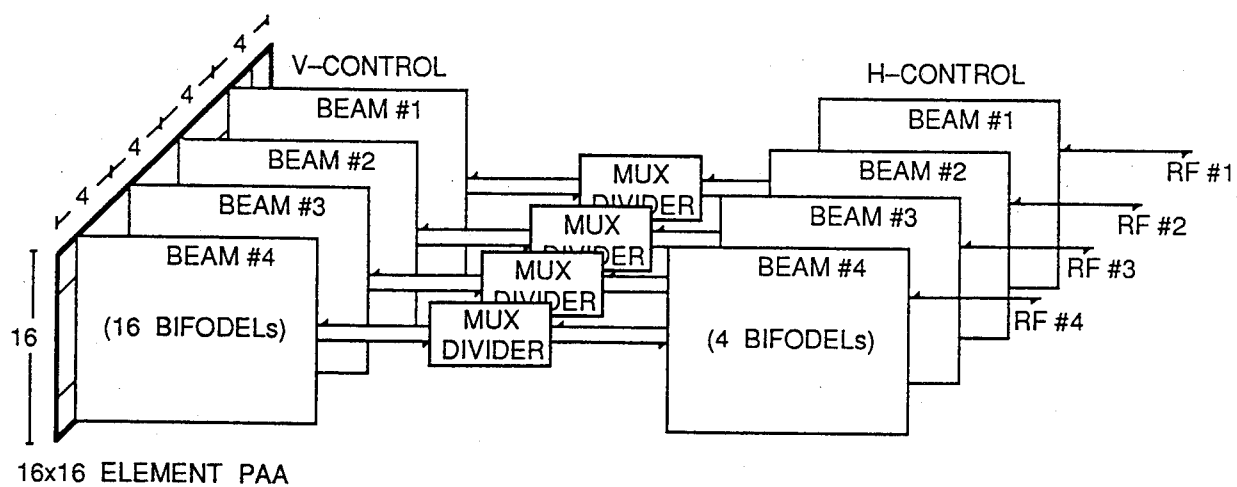 4
4
4
4
V-CONTROL
H-CONTROL
BEAM #1
BEAM #2
BEAM #3
BEAM #4
(16 BIFODELs)
MUX
DIVIDER
MUX
DIVIDER
MUX
DIVIDER
MUX
DIVIDER
BEAM #1
BEAM #2
BEAM #3
BEAM #4
(4 BIFODELs)
RF #1
RF #2
RF #3
RF #4
16
16x16 ELEMENT PAA